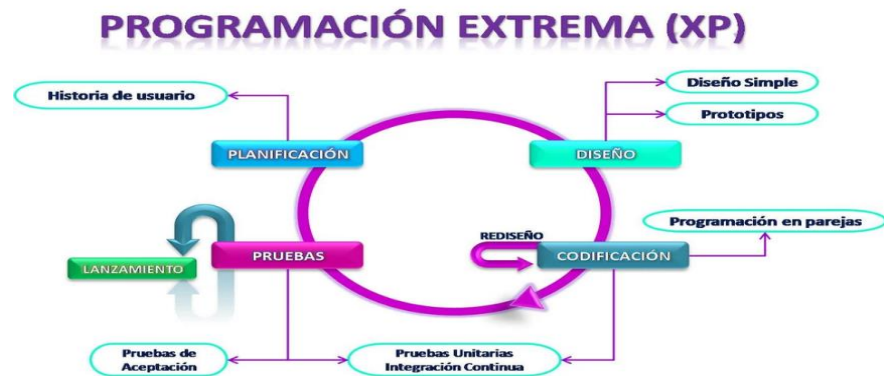 PROGRAMACIÓN EXTREMA (XP)
Historia de usuario
Diseño Simple
Prototipos
PLANIFICACIÓN
DISEÑO
Programación en parejas
REDISEÑO
PRUEBAS
CODIFICACIÓN
LANZAMIENTO
Pruebas de
Aceptación
Pruebas Unitarias
Integración Continua